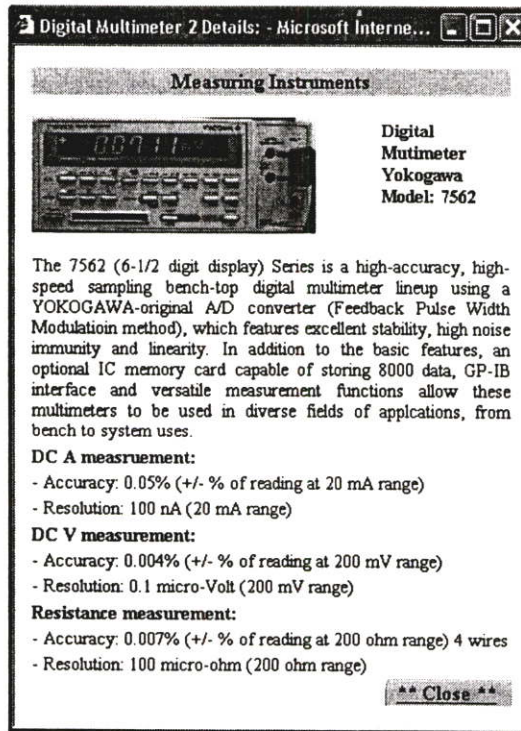 Digital Multimeter 2 Details: - Microsoft Interne...
Measuring Instruments
YOKOGAWA
Digital
Mutimeter
Yokogawa
Model: 7562
The 7562 (6-1/2 digit display) Series is a high-accuracy, high-
speed sampling bench-top digital multimeter lineup using a
YOKOGAWA-original A/D converter (Feedback Pulse Width
Modulatioin method), which features excellent stability, high noise
immunity and linearity. In addition to the basic features, an
optional IC memory card capable of storing 8000 data, GP-IB
interface and versatile measurement functions allow these
multimeters to be used in diverse fields of applcations, from
bench to system uses.
DC A measruement:
- Accuracy: 0.05% (+/- % of reading at 20 mA range)
- Resolution: 100 nA (20 mA range)
DC V measurement:
- Accuracy: 0.004% (+/- % of reading at 200 mV range)
- Resolution: 0.1 micro-Volt (200 mV range)
Resistance measurement:
- Accuracy: 0.007% (+/- % of reading at 200 ohm range) 4 wires
- Resolution: 100 micro-ohm (200 ohm range)
** Close **